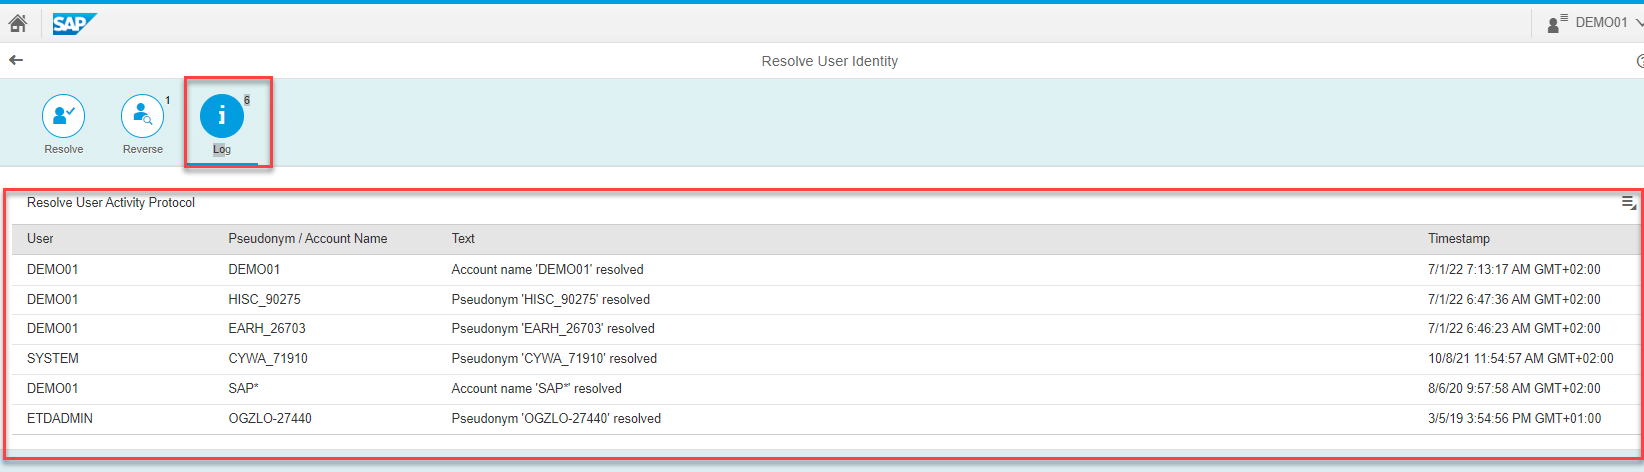 SAP DEMO01
Resolve User Identity
1 6
Resolve Reverse Log
Resolve User Activity Protocol
User Pseudonym / Account Name Text Timestamp
DEMO01 DEMO01 Account name 'DEMO01' resolved 7/1/22 7:13:17 AM GMT+02:00
DEMO01 HISC_90275 Pseudonym 'HISC_90275' resolved 7/1/22 6:47:36 AM GMT+02:00
DEMO01 EARH_26703 Pseudonym 'EARH_26703' resolved 7/1/22 6:46:23 AM GMT+02:00
SYSTEM CYWA_71910 Pseudonym 'CYWA_71910' resolved 10/8/21 11:54:57 AM GMT+02:00
DEMO01 SAP* Account name 'SAP*' resolved 8/6/20 9:57:58 AM GMT+02:00
ETDADMIN OGZLO-27440 Pseudonym 'OGZLO-27440' resolved 3/5/19 3:54:56 PM GMT+01:00